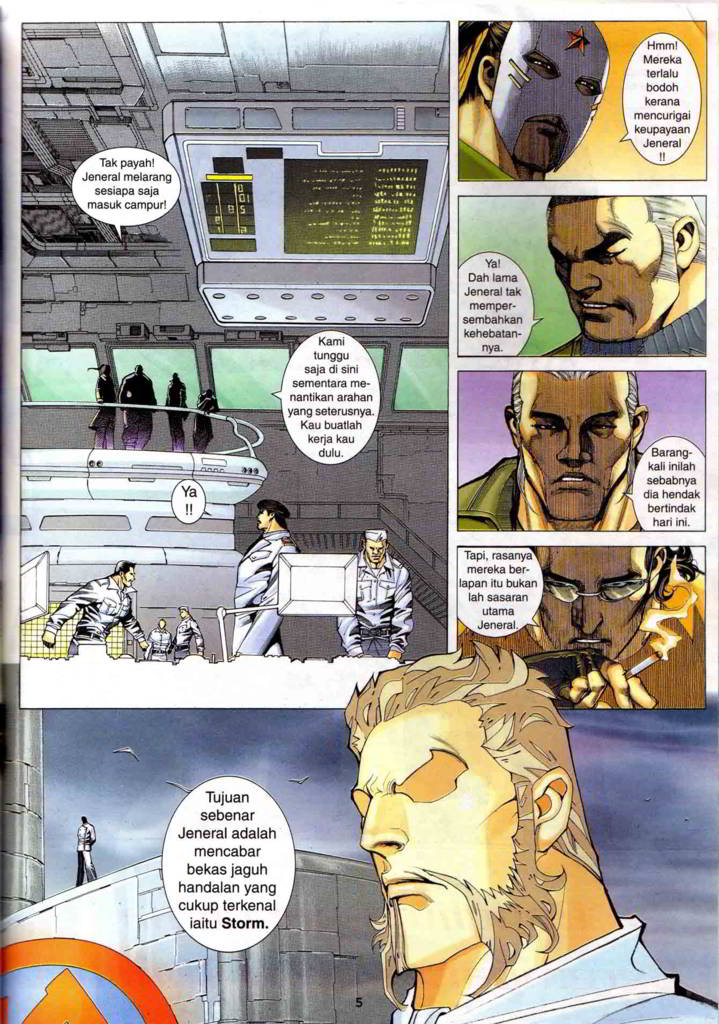 Tak payah!
Jeneral melarang
sesiapa saja
masuk campur!
Kami
tunggu
saja di sini
sementara me-
nantikan arahan
yang seterusnya.
Kau buatlah
kerja kau
dulu.
Ya
!!
Hmm!
Mereka
terlalu
bodoh
kerana
mencurigai
keupayaan
Jeneral
!!
Ya!
Dah lama
Jeneral tak
memper-
sembahkan
kehebatan-
nya.
Barang-
kali inilah
sebabnya
dia hendak
bertindak
hari ini.
Tapi, rasanya
mereka ber-
lapan itu bukan
lah sasaran
utama
Jeneral.
Tujuan
sebenar
Jeneral adalah
mencabar
bekas jaguh
handalan yang
cukup terkenal
iaitu Storm.
5